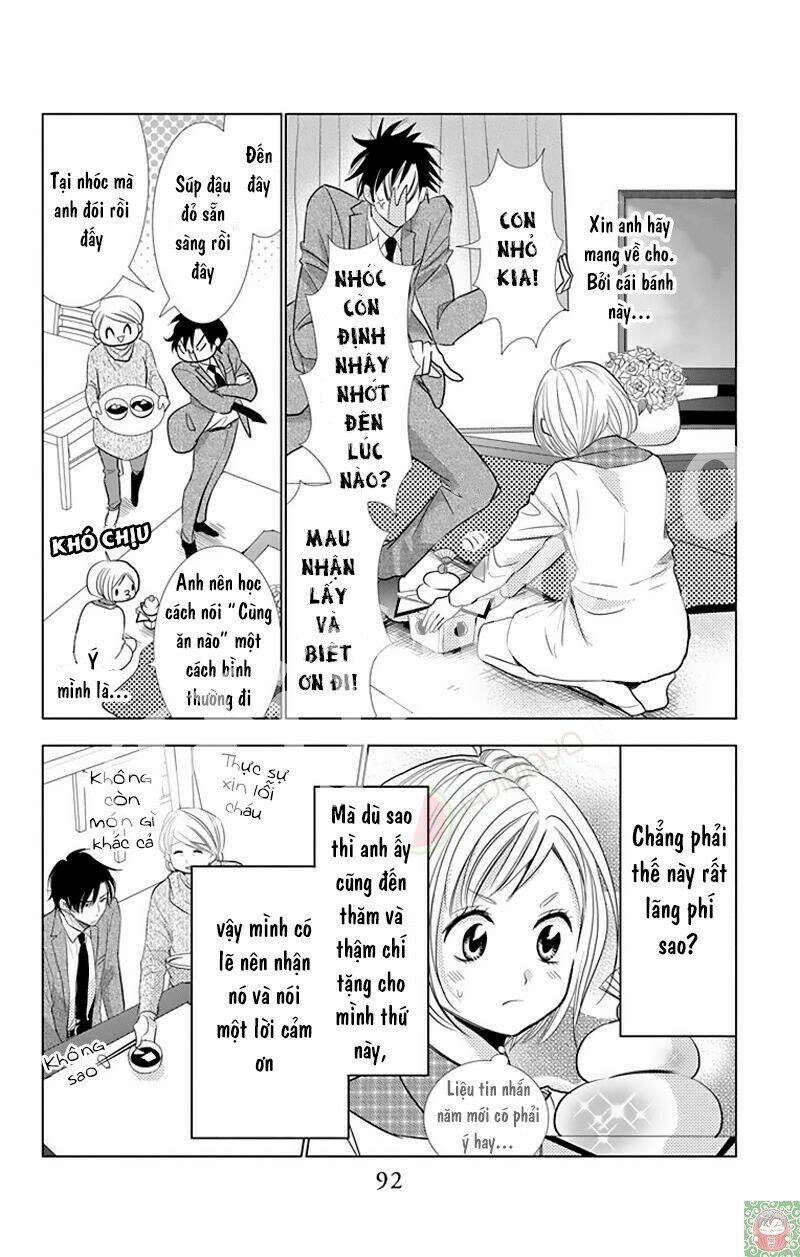 Xin anh hãy
mang về cho.
Bởi cái bánh
này...
CON
NHỎ
KIA!
NHÓC
CÒN
ĐỊNH
NHÂY
NHỚT
ĐẾN
LÚC
NÀO?
MAU
NHẬN
LẤY
VÀ
BIẾT
ƠN ĐI!
Đến
đây
Súp đậu
đỏ sẵn
sàng rồi
đây
Tại nhóc mà
anh đói rồi
đấy
KHÓ CHỊU
Anh nên học
cách nói “Cùng
ăn nào” một
cách bình
thường đi
Ý
mình là...
Chẳng phải
thế này rất
lãng phí
sao?
Mà dù sao
thì anh ấy
cũng đến
thăm và
thậm chí
tặng cho
mình thứ
này,
vậy mình có
lẽ nên nhận
nó và nói
một lời cảm
ơn
Liệu tin nhắn
năm mới có phải
ý hay...
Thực sự
xin lỗi
cháu
Không
còn
món gì
khác cả
Không
sao
92